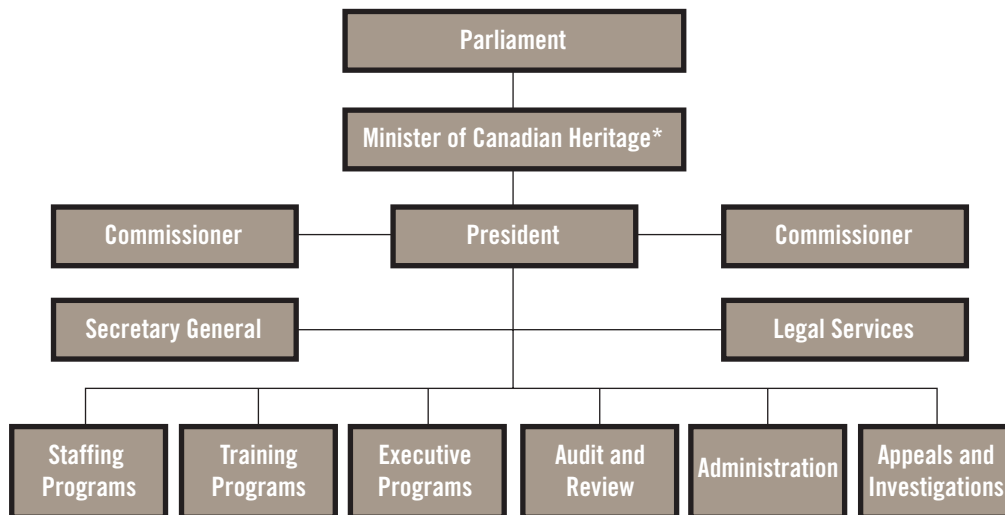 Parliament
Minister of Canadian Heritage*
Commissioner
President
Commissioner
Secretary General
Legal Services
Staffing
Programs
Training
Programs
Executive
Programs
Audit and
Review
Administration
Appeals and
Investigations